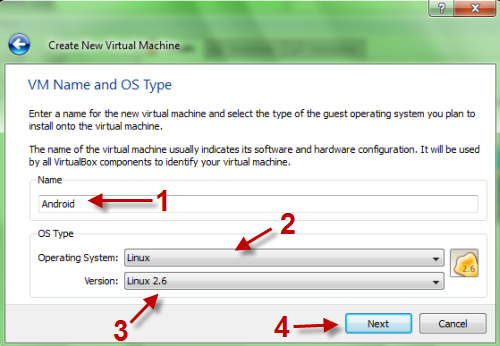 ?
X
Create New Virtual Machine
VM Name and OS Type
Enter a name for the new virtual machine and select the type of the guest operating system you plan to
install onto the virtual machine.
The name of the virtual machine usually indicates its software and hardware configuration. It will be used
by all VirtualBox components to identify your virtual machine.
Name
Android
1
2
OS Type
Operating System: Linux
2.6
Version: Linux 2.6
3
4
Next Cancel